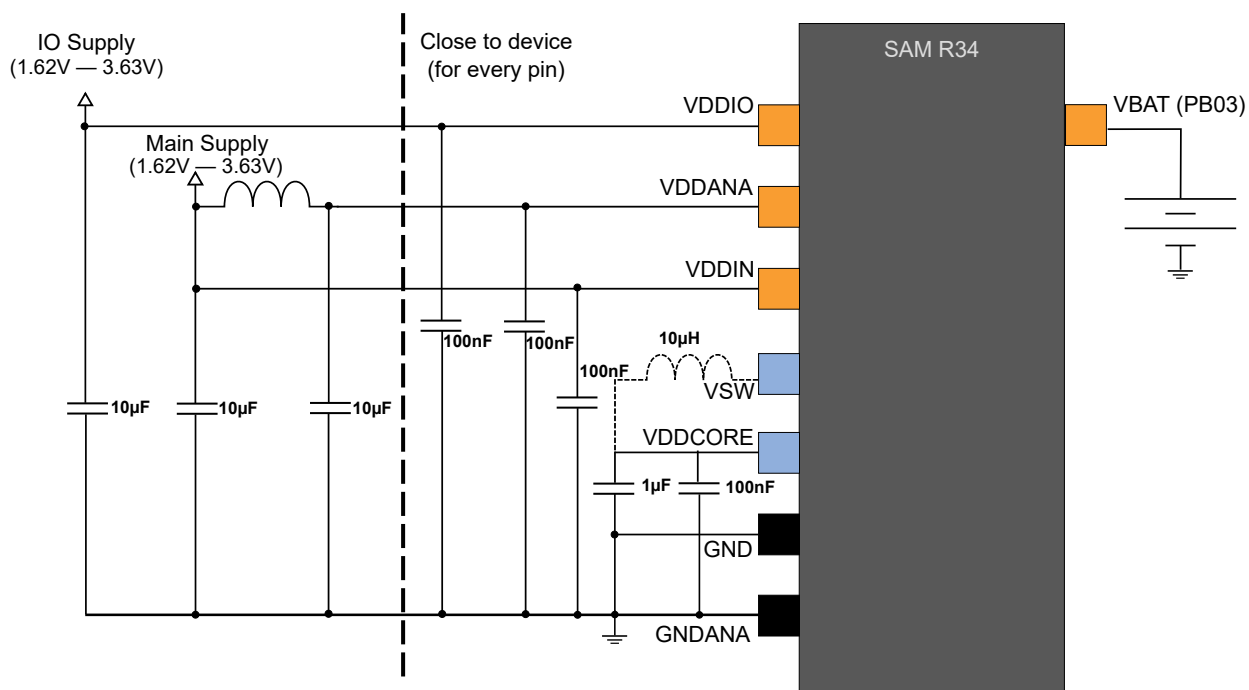 IO Supply
(1.62V — 3.63V)
Close to device
(for every pin)
SAM R34
VDDIO
VBAT (PB03)
Main Supply
(1.62V — 3.63V)
VDDANA
VDDIN
100nF
100nF
10µH
100nF
VSW
10µF
10µF
10µF
VDDCORE
1µF
100nF
GND
GNDANA